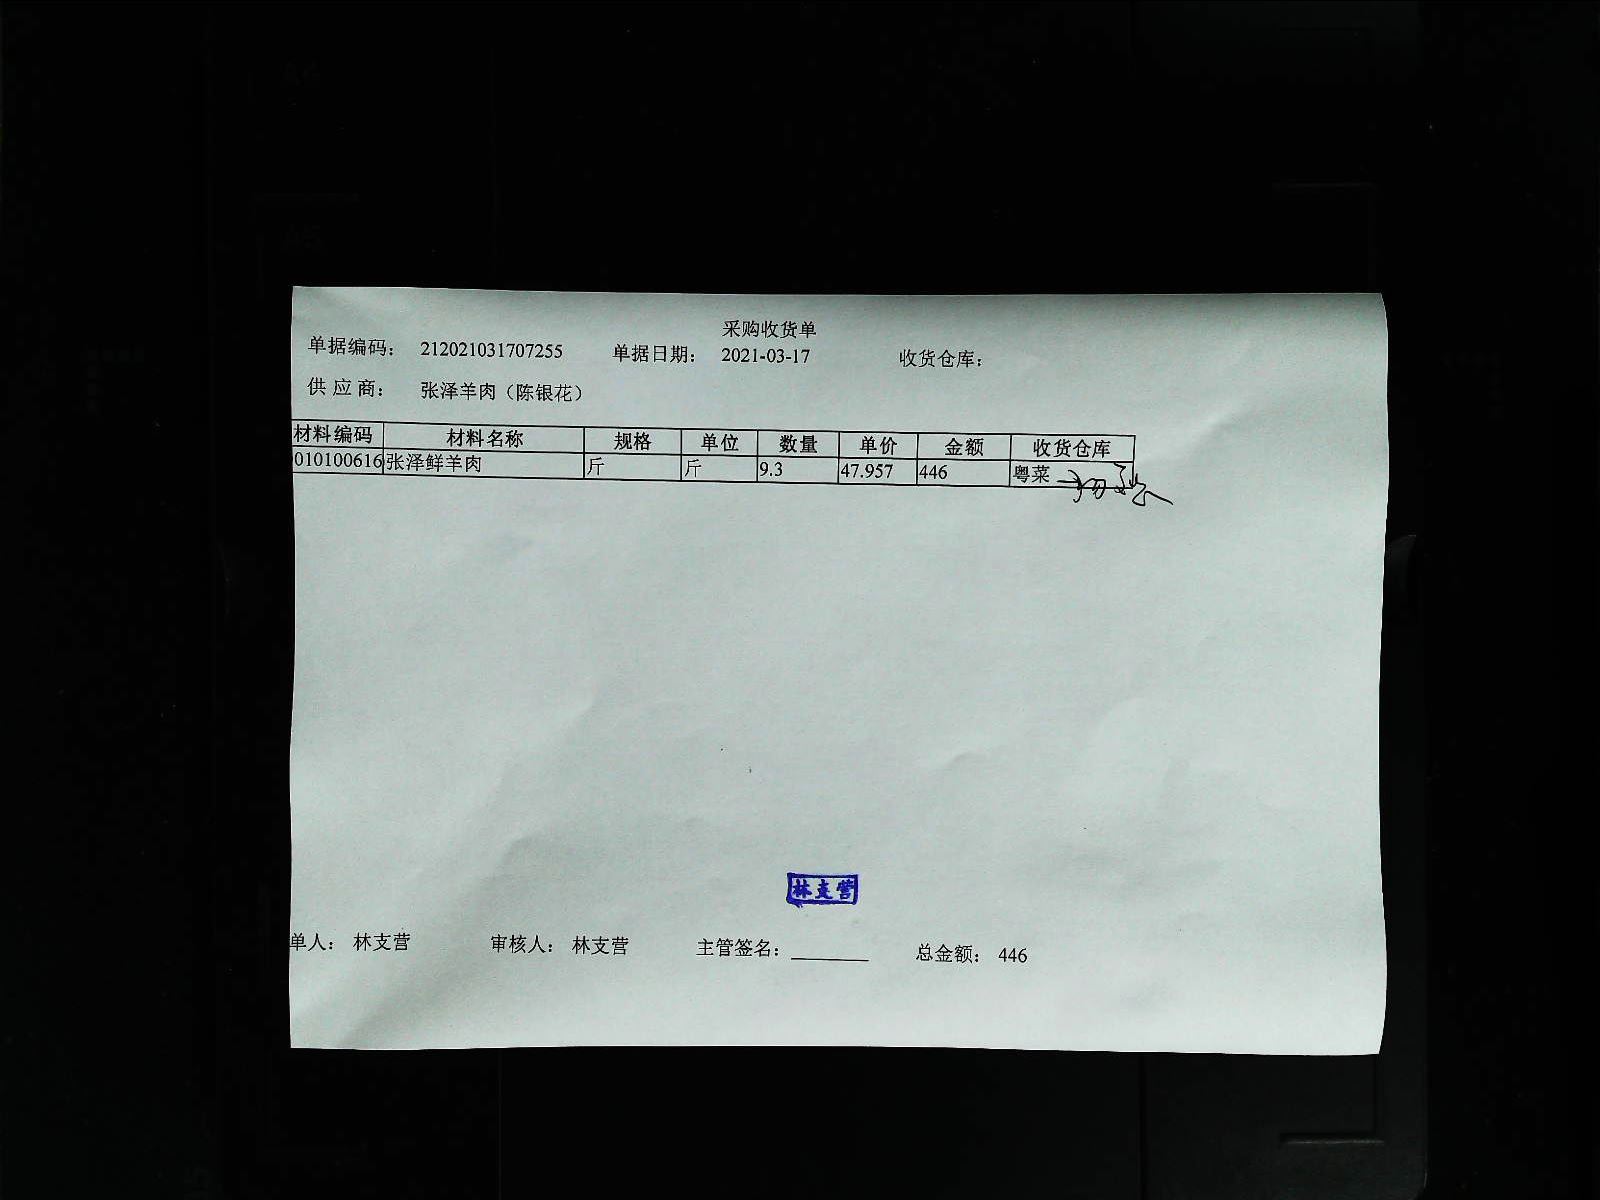 采购收货单
单据编码： 212021031707255 单据日期： 2021-03-17 收货仓库：
供 应 商： 张泽羊肉（陈银花）
材料编码 材料名称 规格 单位 数量 单价 金额 收货仓库
010100616 张泽鲜羊肉 斤 斤 9.3 47.957 446 粤菜
林支营
单人： 林支营 审核人： 林支营 主管签名： 总金额： 446